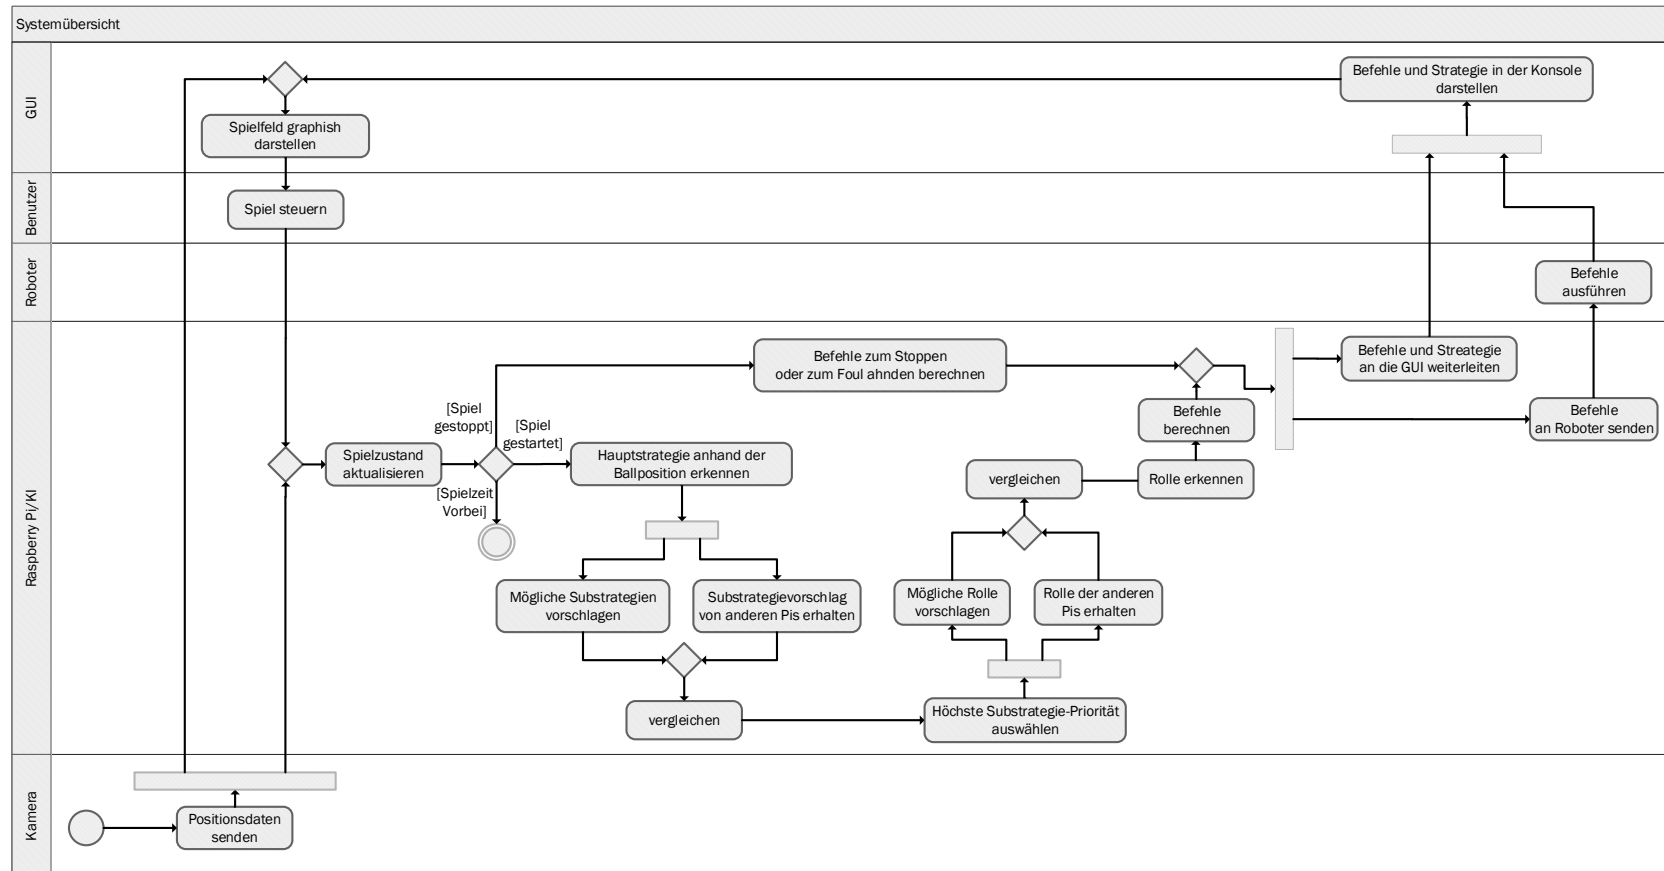 Systemübersicht
GUI
Befehle und Strategie in der Konsole
darstellen
Spielfeld graphish
darstellen
Benutzer
Spiel steuern
Roboter
Befehle
ausführen
Raspberry Pi/KI
Befehle zum Stoppen
oder zum Foul ahnden berechnen
Befehle und Streategie
an die GUI weiterleiten
[Spiel
gestoppt]
[Spiel
gestartet]
Befehle
berechnen
Befehle
an Roboter senden
Spielzustand
aktualisieren
Hauptstrategie anhand der
Ballposition erkennen
vergleichen
Rolle erkennen
[Spielzeit
Vorbei]
Mögliche Substrategien
vorschlagen
Substrategievorschlag
von anderen Pis erhalten
Mögliche Rolle
vorschlagen
Rolle der anderen
Pis erhalten
vergleichen
Höchste Substrategie-Priorität
auswählen
Kamera
Positionsdaten
senden